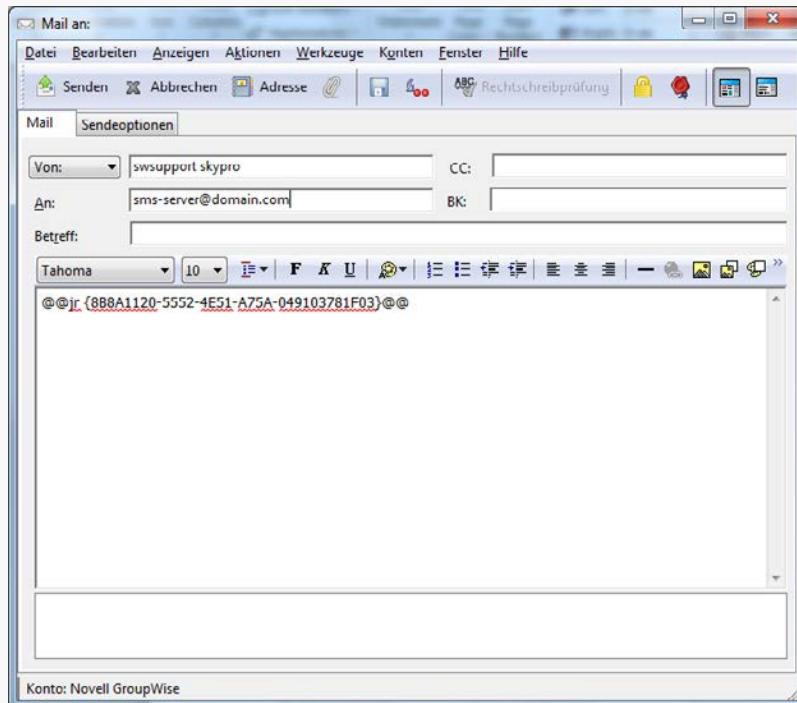 Mail an:
Datei Bearbeiten Anzeigen Aktionen Werkzeuge Konten Fenster Hilfe
Senden Abbrechen Adresse ABC Rechtschreibprüfung
Mail Sendeoptionen
Von: swsupport skypro CC:
An: sms-server@domain.com BK:
Betreff:
Tahoma 10 F K U
@@jr {8B8A1120-5552-4E51-A75A-049103781F03}@@
Konto: Novell GroupWise